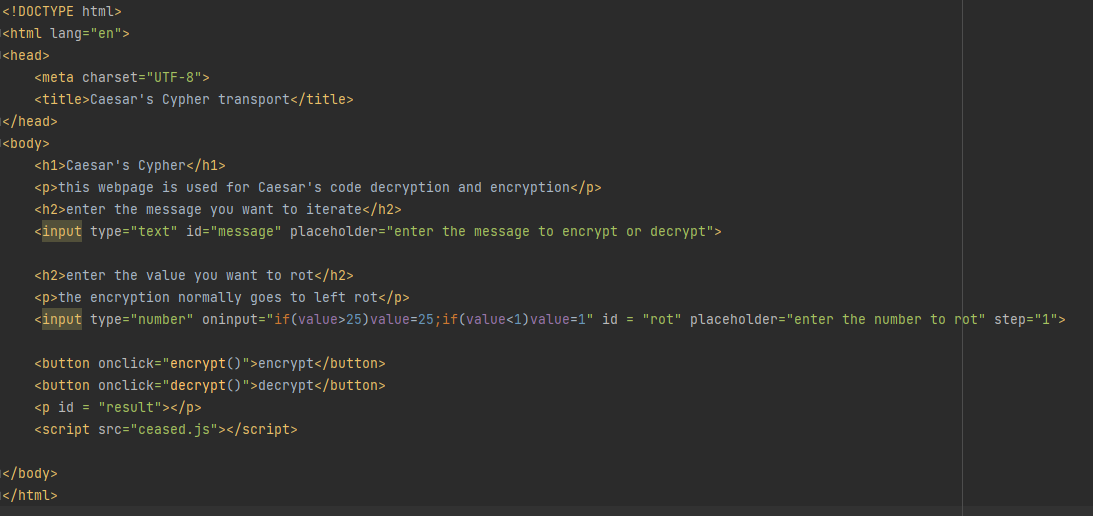 <!DOCTYPE html>
<html lang="en">
<head>
    <meta charset="UTF-8">
    <title>Caesar's Cypher transport</title>
</head>
<body>
    <h1>Caesar's Cypher</h1>
    <p>this webpage is used for Caesar's code decryption and encryption</p>
    <h2>enter the message you want to iterate</h2>
    <input type="text" id="message" placeholder="enter the message to encrypt or decrypt">

    <h2>enter the value you want to rot</h2>
    <p>the encryption normally goes to left rot</p>
    <input type="number" oninput="if(value>25)value=25;if(value<1)value=1" id = "rot" placeholder="enter the number to rot" step="1">

    <button onclick="encrypt()">encrypt</button>
    <button onclick="decrypt()">decrypt</button>
    <p id = "result"></p>
    <script src="ceased.js"></script>

</body>
</html>